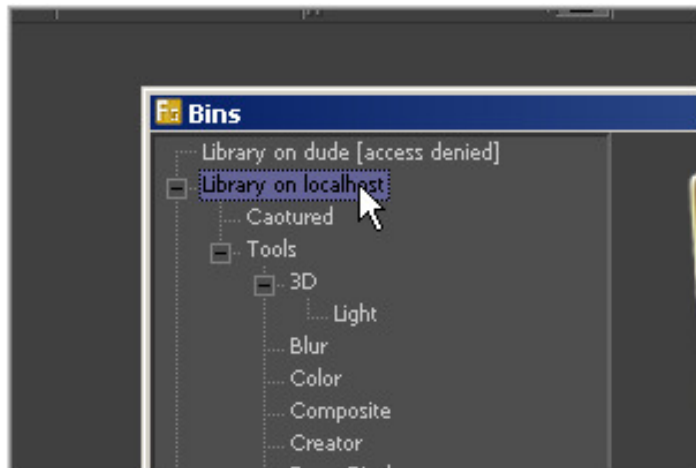 Bins
Library on dude [access denied]
Library on localhost
Caotured
Tools
3D
Light
Blur
Color
Composite
Creator